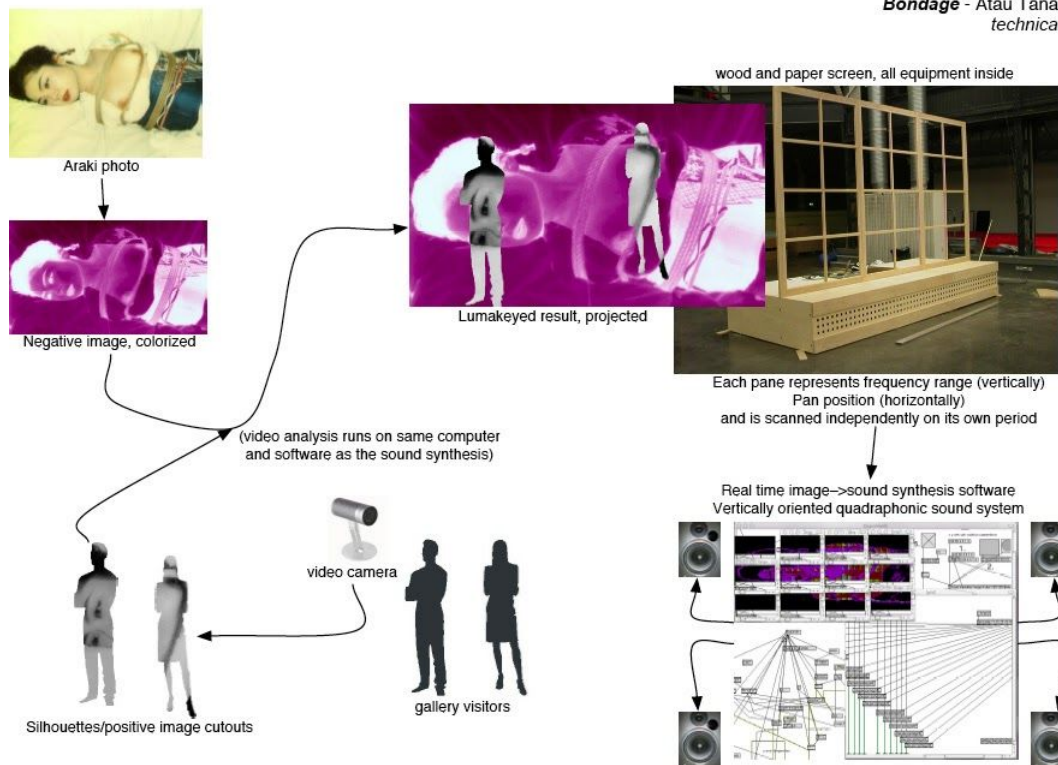 Bondage - Atau Tana
technica
wood and paper screen, all equipment inside
Araki photo
Negative image, colorized
Lumakeyed result, projected
Each pane represents frequency range (vertically)
Pan position (horizontally)
and is scanned independently on its own period
(video analysis runs on same computer
and software as the sound synthesis)
Real time image–>sound synthesis software
Vertically oriented quadraphonic sound system
video camera
gallery visitors
Silhouettes/positive image cutouts